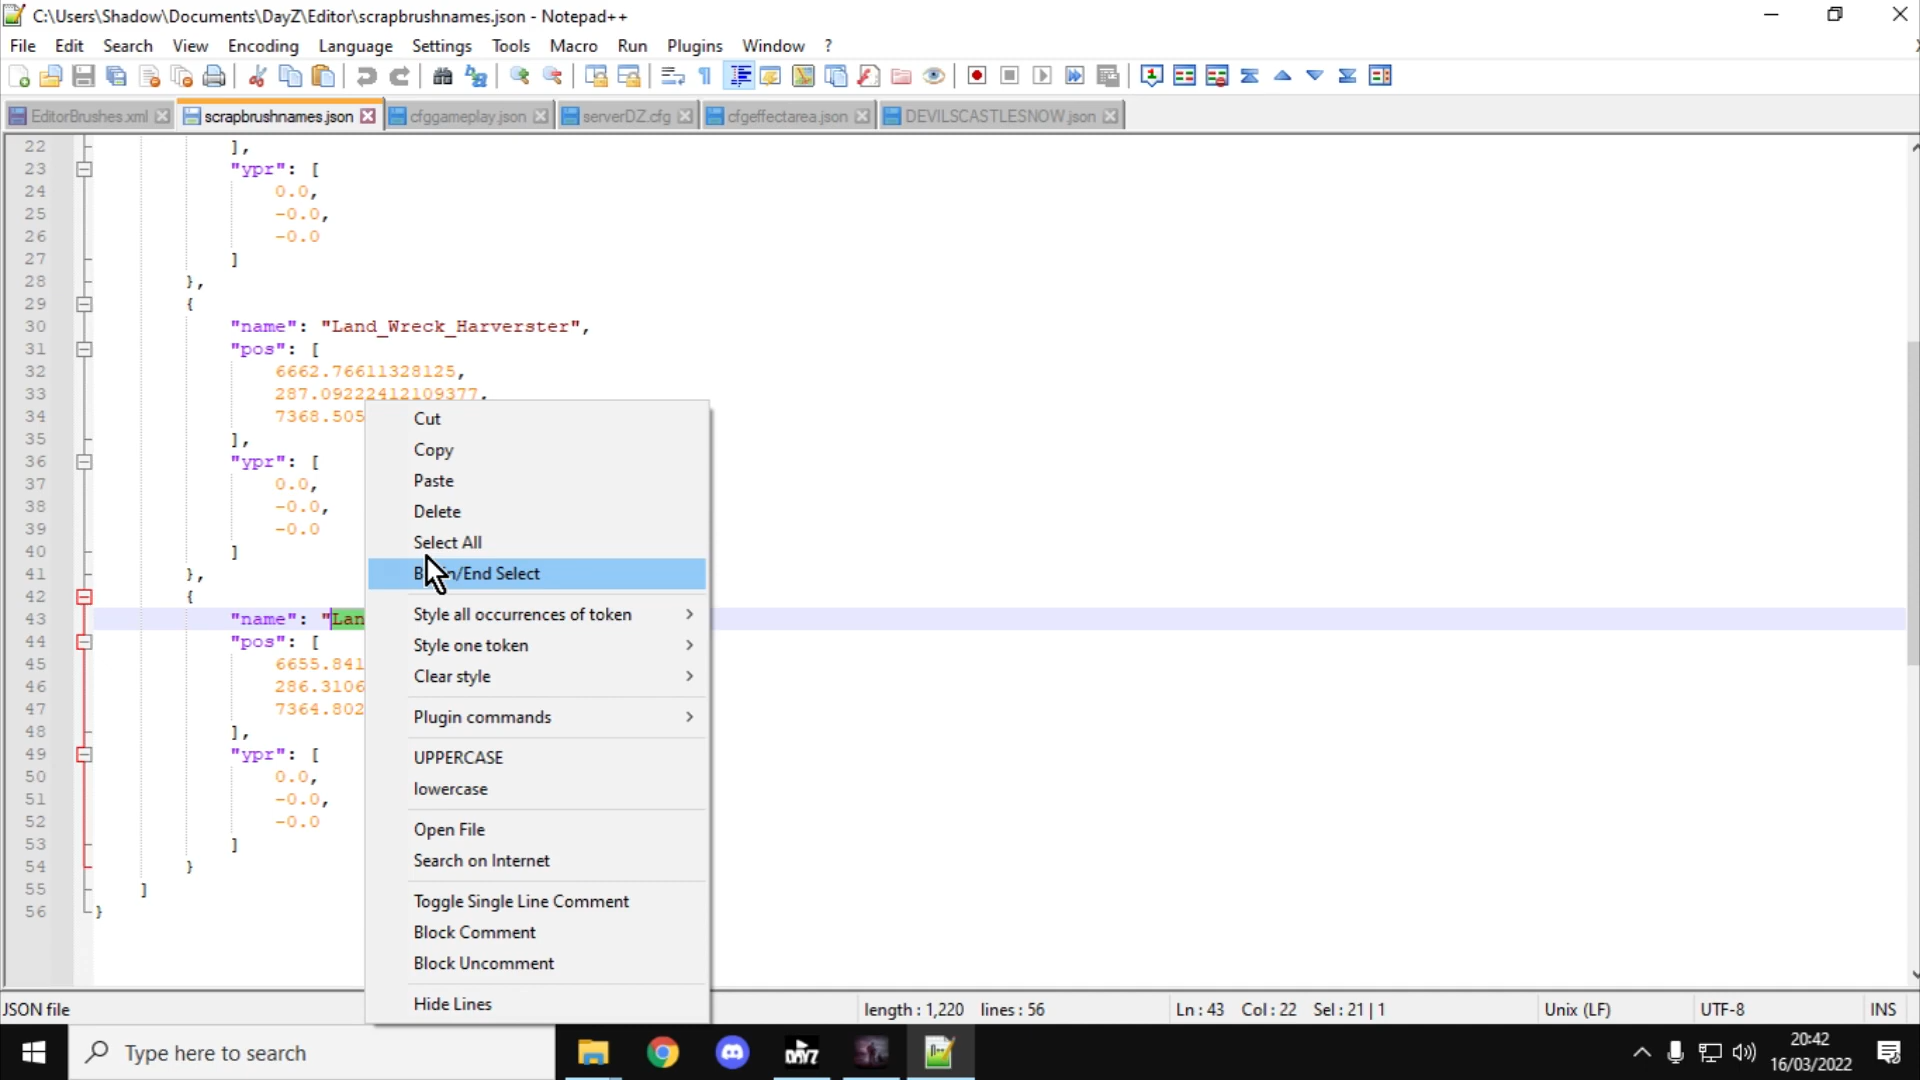 C:\Users\Shadow\Documents\DayZ\Editor\scrapbrushnames.json - Notepad++
File Edit Search View Encoding Language Settings Tools Macro Run Plugins Window ?
EditorBrushes.xml scrapbrushnames.json cfggameplay.json serverDZ.cfg cfgeffectarea.json DEVILSCASTLESNOW.json
22 ],
23 "ypr": [
24 0.0,
25 -0.0,
26 -0.0
27 ]
28 },
29 {
30 "name": "Land_Wreck_Harverster",
31 "pos": [
32 6662.76611328125,
33 287.09222412109377,
34 7368.505
35 ],
36 "ypr": [
37 0.0,
38 -0.0,
39 -0.0
40 ]
41 },
42 {
43 "name": "Lan
44 "pos": [
45 6655.841
46 286.3106
47 7364.802
48 ],
49 "ypr": [
50 0.0,
51 -0.0,
52 -0.0
53 ]
54 }
55 ]
56 }
Cut
Copy
Paste
Delete
Select All
Begin/End Select
Style all occurrences of token
Style one token
Clear style
Plugin commands
UPPERCASE
lowercase
Open File
Search on Internet
Toggle Single Line Comment
Block Comment
Block Uncomment
Hide Lines
JSON file length : 1,220 lines : 56 Ln : 43 Col : 22 Sel : 21 | 1 Unix (LF) UTF-8 INS
Type here to search
DAYZ
20:42
16/03/2022